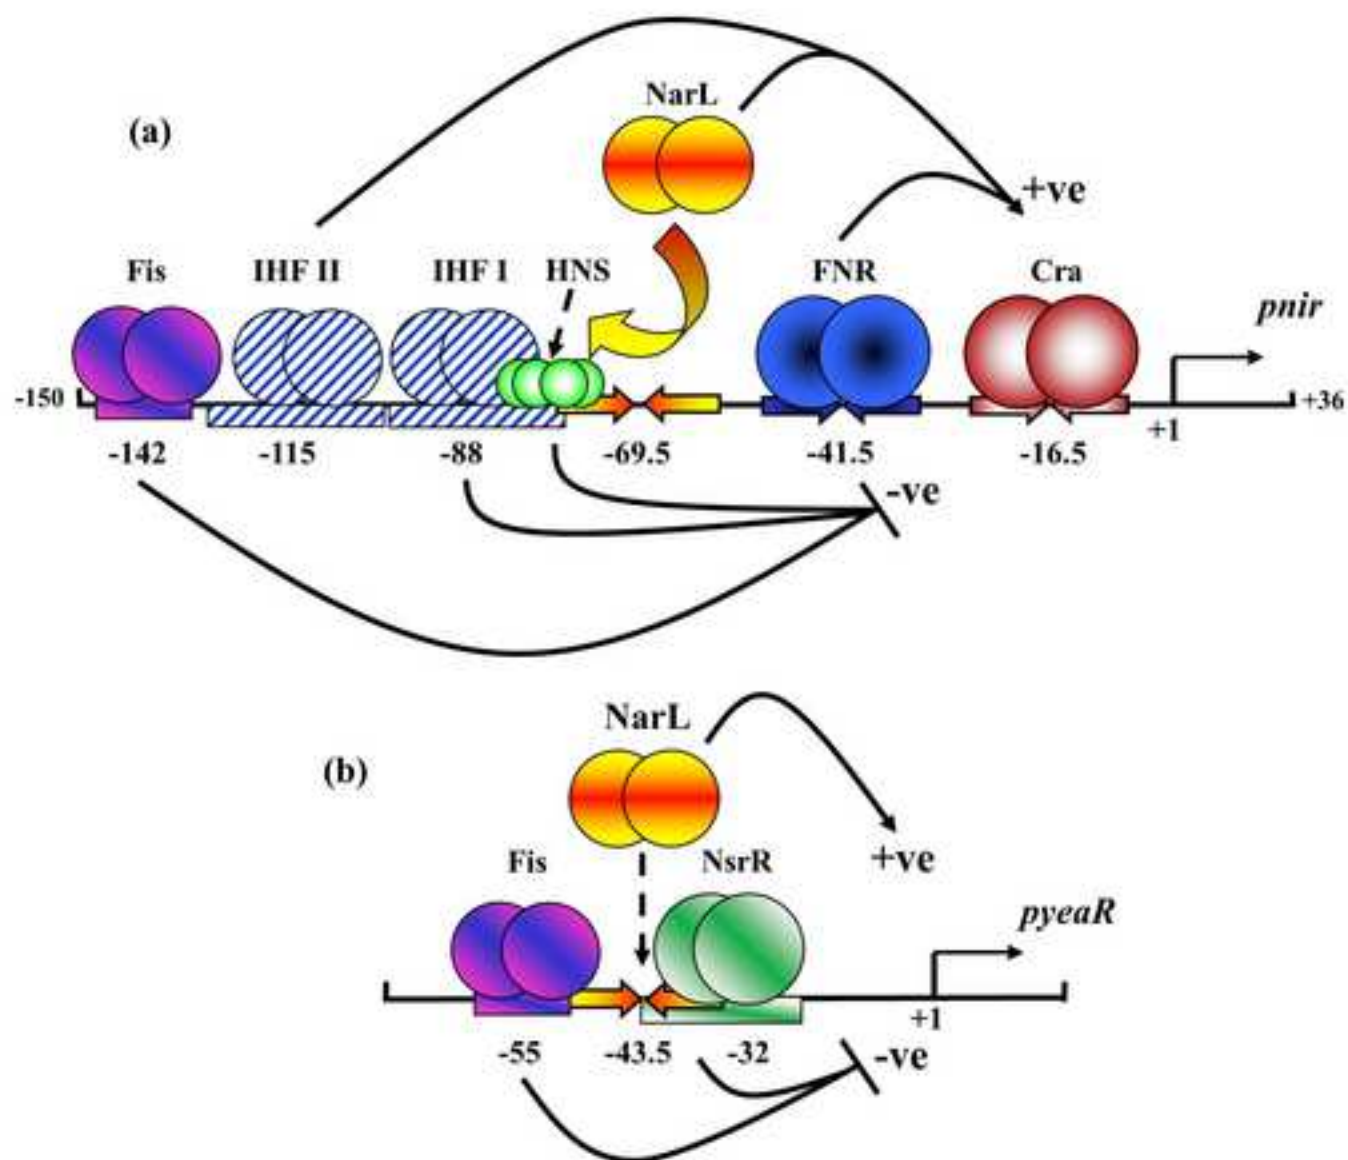 NarL
(a)
+ve
Fis IHF II IHF I HNS FNR Cra
pnir
-150 +36
-142 -115 -88 -69.5 -41.5 -16.5 +1
-ve
NarL
(b)
+ve
Fis NsrR
pyeaR
+1
-55 -43.5 -32 -ve